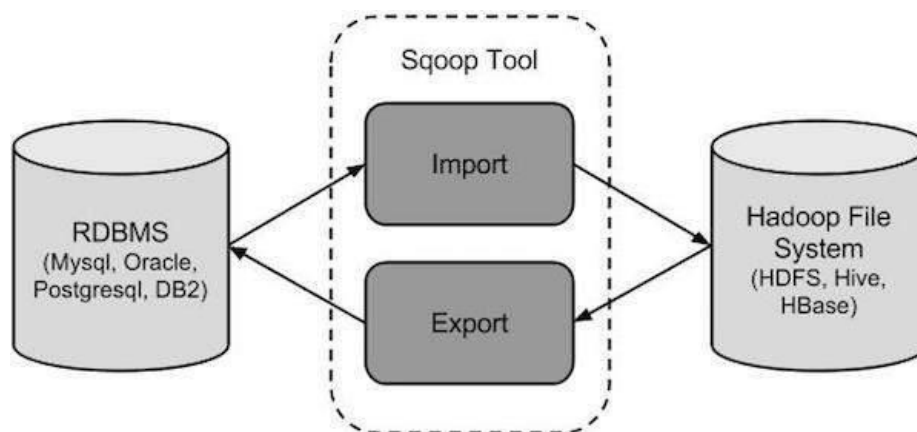 Sqoop Tool
Import
RDBMS
(Mysql, Oracle,
Postgresql, DB2)
Hadoop File
System
(HDFS, Hive,
HBase)
Export